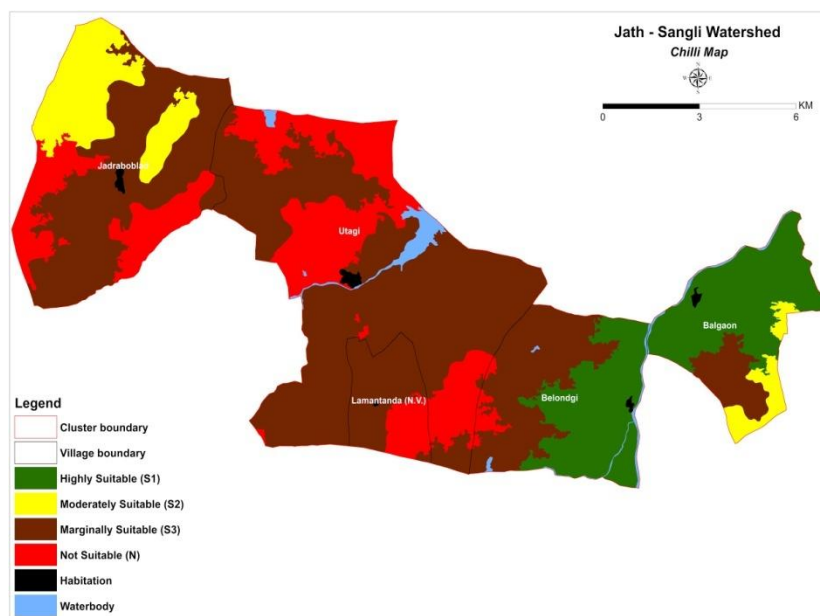 Jath - Sangli Watershed
Chilli Map
N
W E
S
KM
0 3 6
Utagi
Balgaon
Lamantanda (N.V.)
Belondgi
Legend
Cluster boundary
Village boundary
Highly Suitable (S1)
Moderately Suitable (S2)
Marginally Suitable (S3)
Not Suitable (N)
Habitation
Waterbody